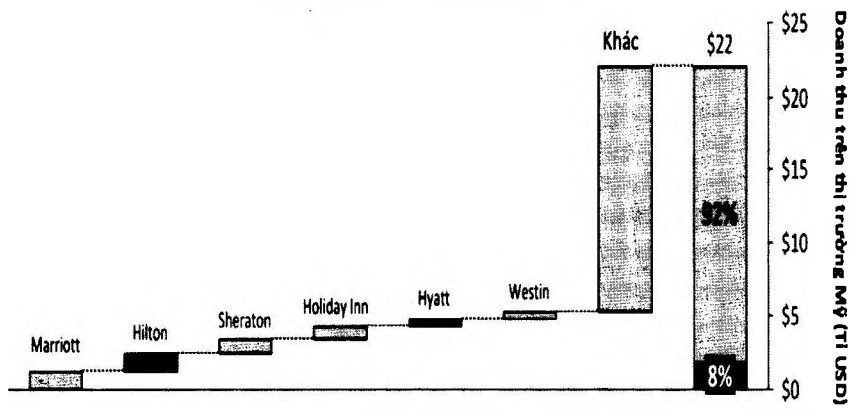 Khác
$22
92%
8%
Marriott
Hilton
Sheraton
Holiday Inn
Hyatt
Westin
$25
$20
$15
$10
$5
$0
Doanh thu trên thị trường Mỹ (Tỉ USD)